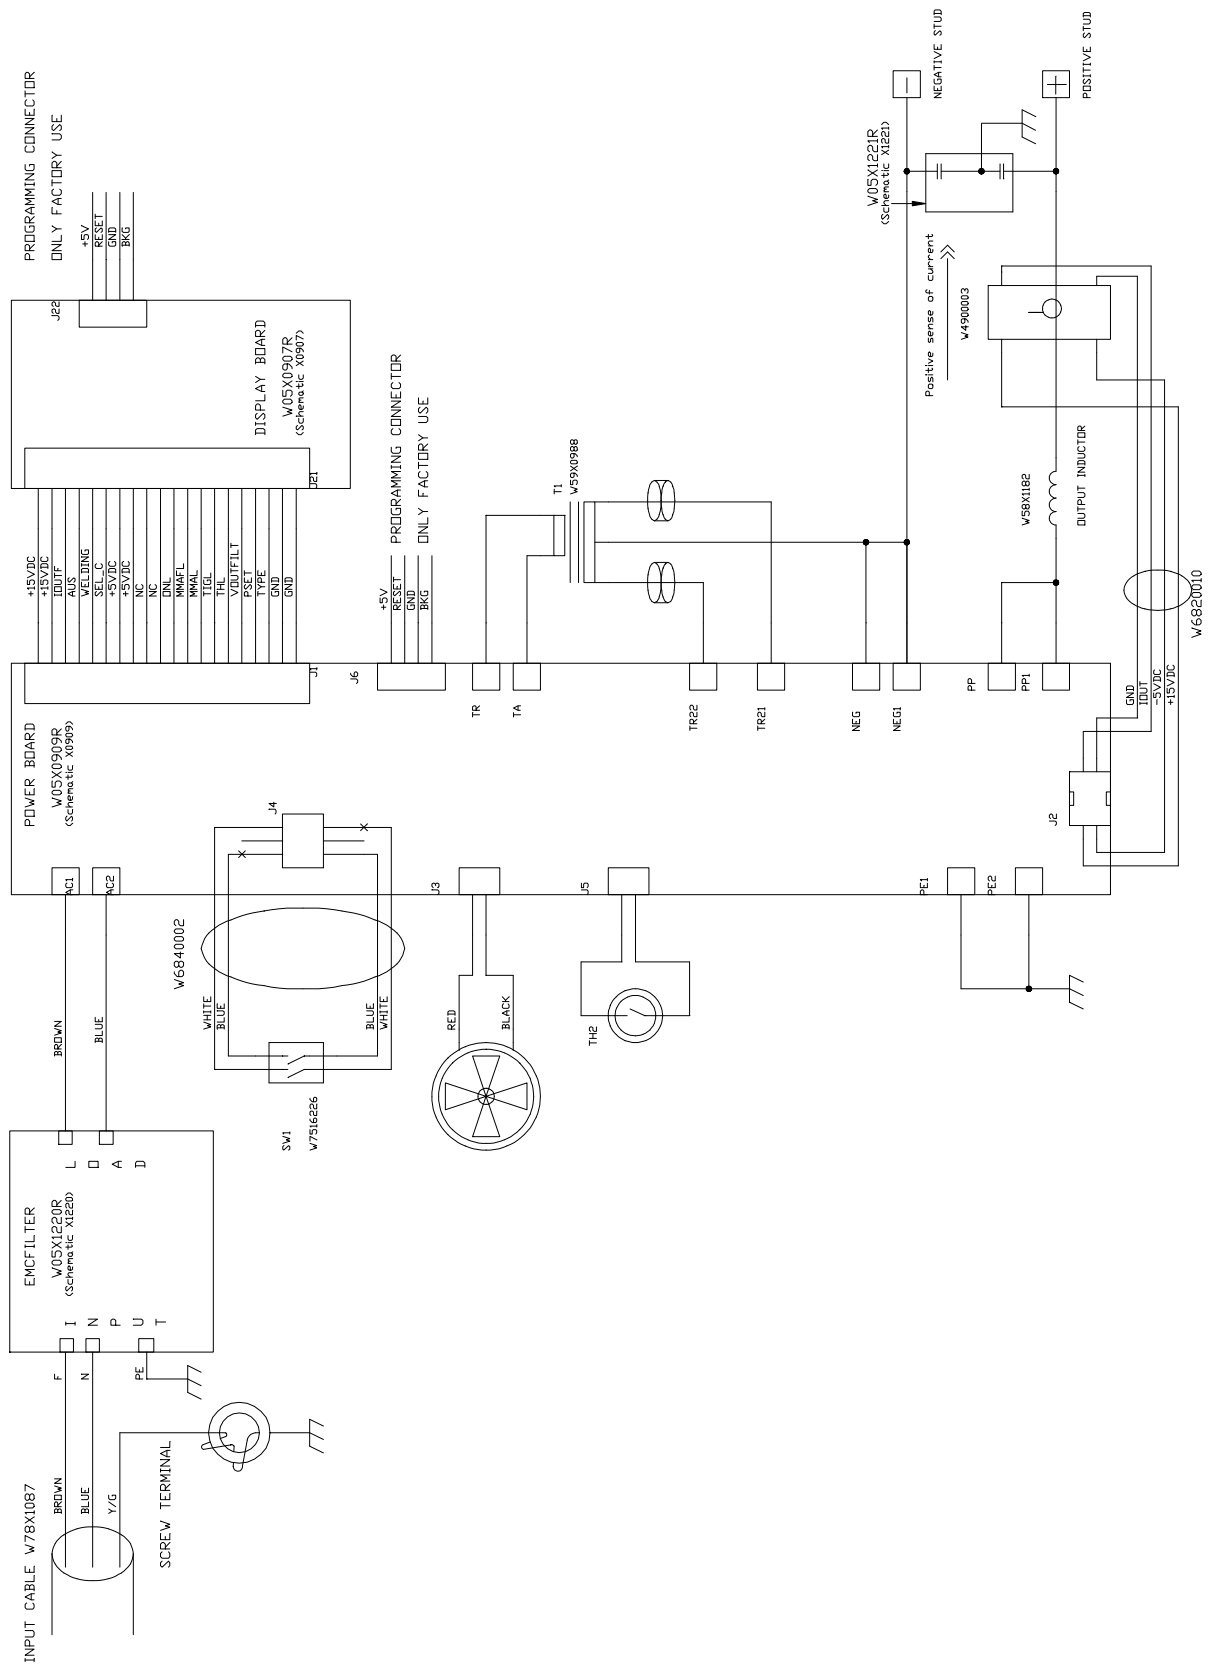 INPUT CABLE W78X1087
BROWN
BLUE
Y/G
SCREW TERMINAL
F
N
PE
EMCFILTER
W05X1220R
(Schematic X1220)
INPUT
LOAD
BROWN
BLUE
AC1
AC2
POWER BOARD
W05X0909R
(Schematic X0909)
W6840002
WHITE
BLUE
BLUE
WHITE
SW1
W7516226
J4
RED
BLACK
J3
TH2
J5
PE1
PE2
J1
+15VDC
+15VDC
IOUTF
AUS
WELDING
SEL_C
+5VDC
+5VDC
NC
NC
ONL
MMAFL
MMAL
TIGL
THL
VOUTFILT
PSET
TYPE
GND
GND
J21
DISPLAY BOARD
W05X0907R
(Schematic X0907)
J22
+5V
RESET
GND
BKG
PROGRAMMING CONNECTOR
ONLY FACTORY USE
J6
+5V
RESET
GND
BKG
PROGRAMMING CONNECTOR
ONLY FACTORY USE
TR
TA
T1
W59X0988
TR22
TR21
NEG
NEG1
PP
PP1
J2
GND
IOUT
-5VDC
+15VDC
W6820010
W58X1182
OUTPUT INDUCTOR
Positive sense of current
W4900003
W05X1221R
(Schematic X1221)
NEGATIVE STUD
POSITIVE STUD